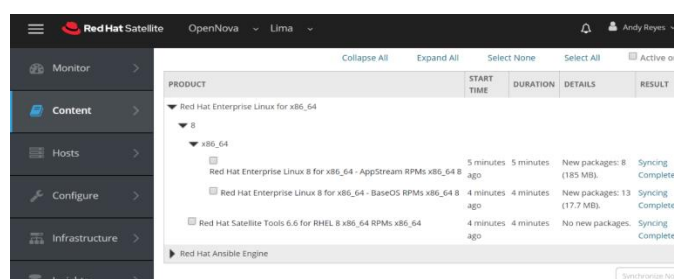 Red Hat Satellite OpenNova Lima Andy Reyes
Collapse All Expand All Select None Select All Active o
Monitor
PRODUCT START TIME DURATION DETAILS RESULT
Red Hat Enterprise Linux for x86_64
Content
8
x86_64
Hosts
Red Hat Enterprise Linux 8 for x86_64 - AppStream RPMs x86_64 8 5 minutes ago 5 minutes New packages: 8 (185 MB). Syncing Complete
Configure
Red Hat Enterprise Linux 8 for x86_64 - BaseOS RPMs x86_64 8 4 minutes ago 4 minutes New packages: 13 (17.7 MB). Syncing Complete
Infrastructure
Red Hat Satellite Tools 6.6 for RHEL 8 x86_64 RPMs x86_64 4 minutes ago 4 minutes No new packages. Syncing Complete
Red Hat Ansible Engine